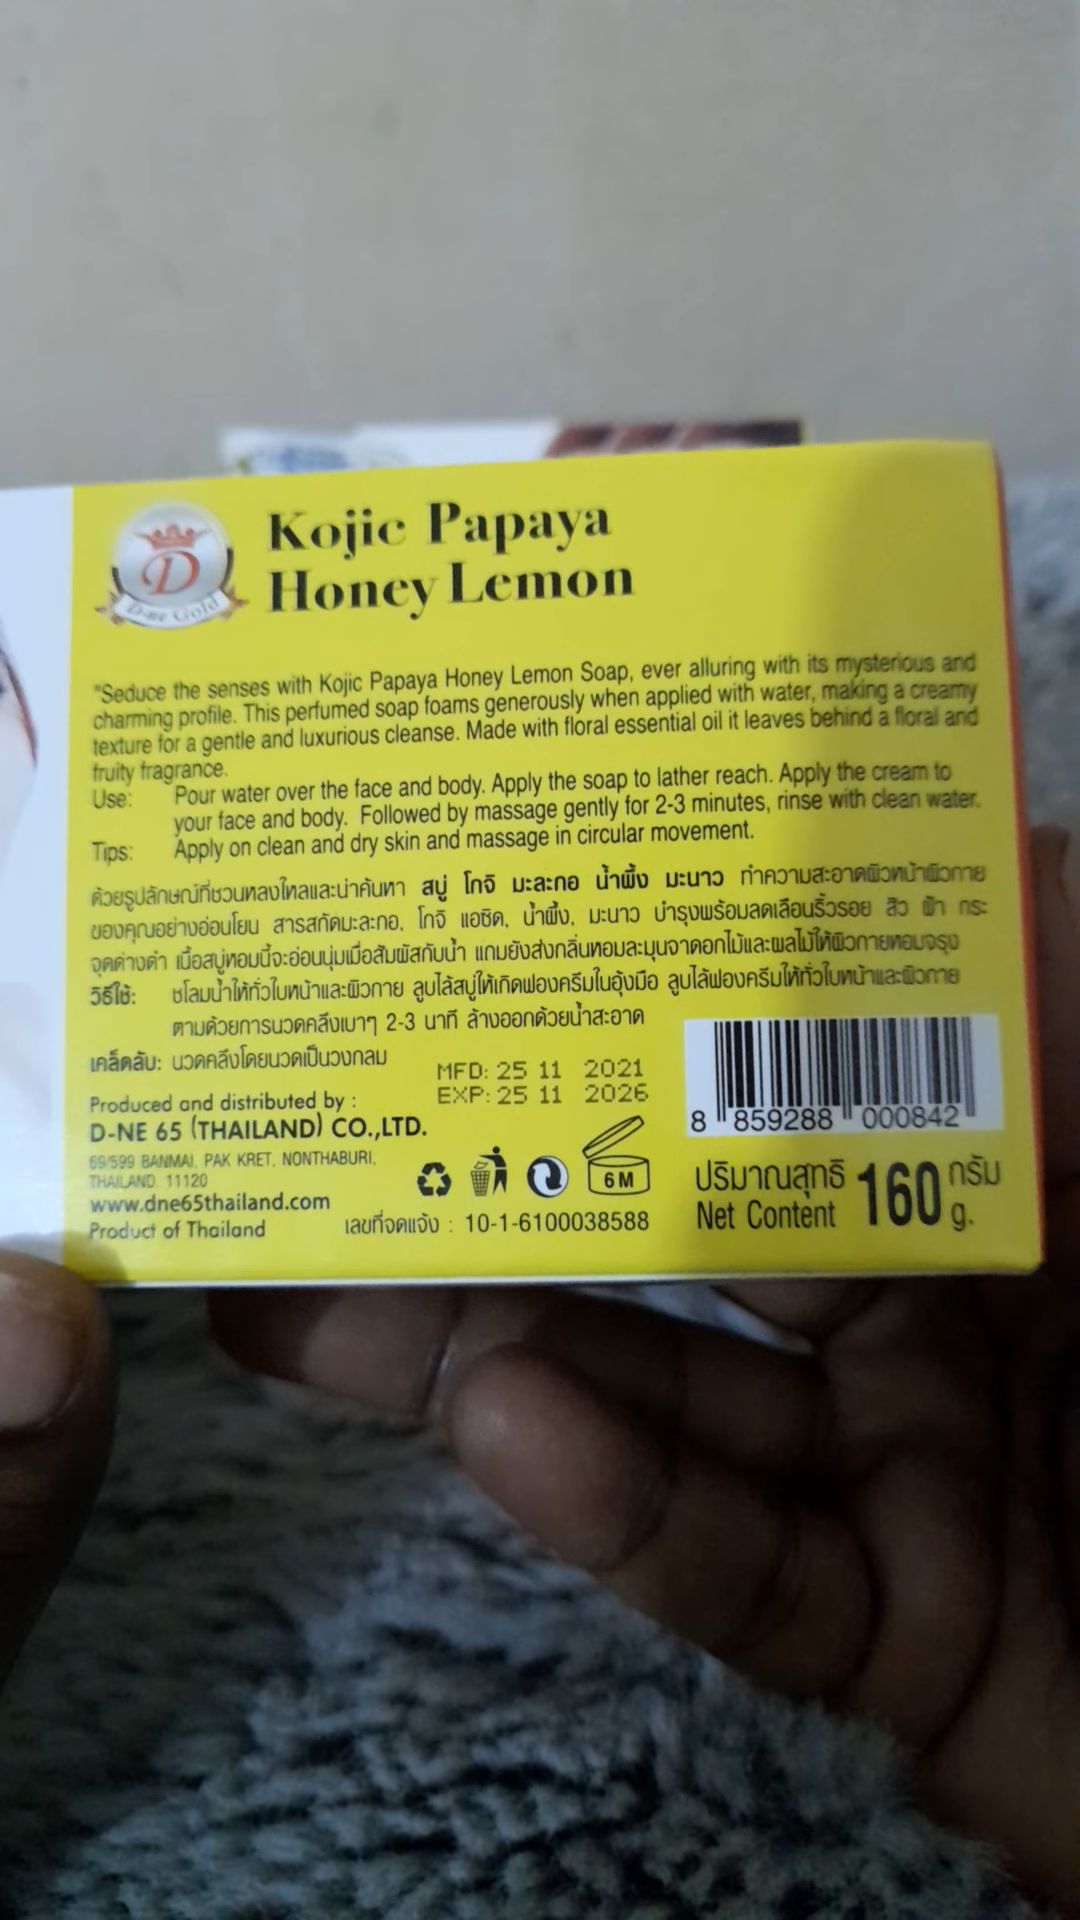 D
D-ne Gold
Kojic Papaya
Honey Lemon
"Seduce the senses with Kojic Papaya Honey Lemon Soap, ever alluring with its mysterious and
charming profile. This perfumed soap foams generously when applied with water, making a creamy
texture for a gentle and luxurious cleanse. Made with floral essential oil it leaves behind a floral and
fruity fragrance.
Use: Pour water over the face and body. Apply the soap to lather reach. Apply the cream to
your face and body. Followed by massage gently for 2-3 minutes, rinse with clean water.
Tips: Apply on clean and dry skin and massage in circular movement.
ด้วยรูปลักษณ์ที่ชวนหลงใหลและน่าค้นหา สบู่ โกจิ มะละกอ น้ำผึ้ง มะนาว ทำความสะอาดผิวหน้าผิวกาย
ของคุณอย่างอ่อนโยน สารสกัดมะละกอ, โกจิ แอซิด, น้ำผึ้ง, มะนาว บำรุงพร้อมลดเลือนริ้วรอย สิว ฝ้า กระ
จุดด่างดำ เนื้อสบู่หอมนี้จะอ่อนนุ่มเมื่อสัมผัสกับน้ำ แถมยังส่งกลิ่นหอมละมุนจาดอกไม้และผลไม้ให้ผิวกายหอมจรุง
วิธีใช้: ชโลมน้ำให้ทั่วใบหน้าและผิวกาย ลูบไล้สบู่ให้เกิดฟองครีมในอุ้งมือ ลูบไล้ฟองครีมให้ทั่วใบหน้าและผิวกาย
ตามด้วยการนวดคลึงเบาๆ 2-3 นาที ล้างออกด้วยน้ำสะอาด
เคล็ดลับ: นวดคลึงโดยนวดเป็นวงกลม
MFD: 25 11 2021
EXP: 25 11 2026
Produced and distributed by :
D-NE 65 (THAILAND) CO.,LTD.
69/599 BANMAI, PAK KRET, NONTHABURI,
THAILAND. 11120
www.dne65thailand.com
Product of Thailand
6M
เลขที่จดแจ้ง : 10-1-6100038588
8 859288 000842
ปริมาณสุทธิ 160 กรัม
Net Content g.